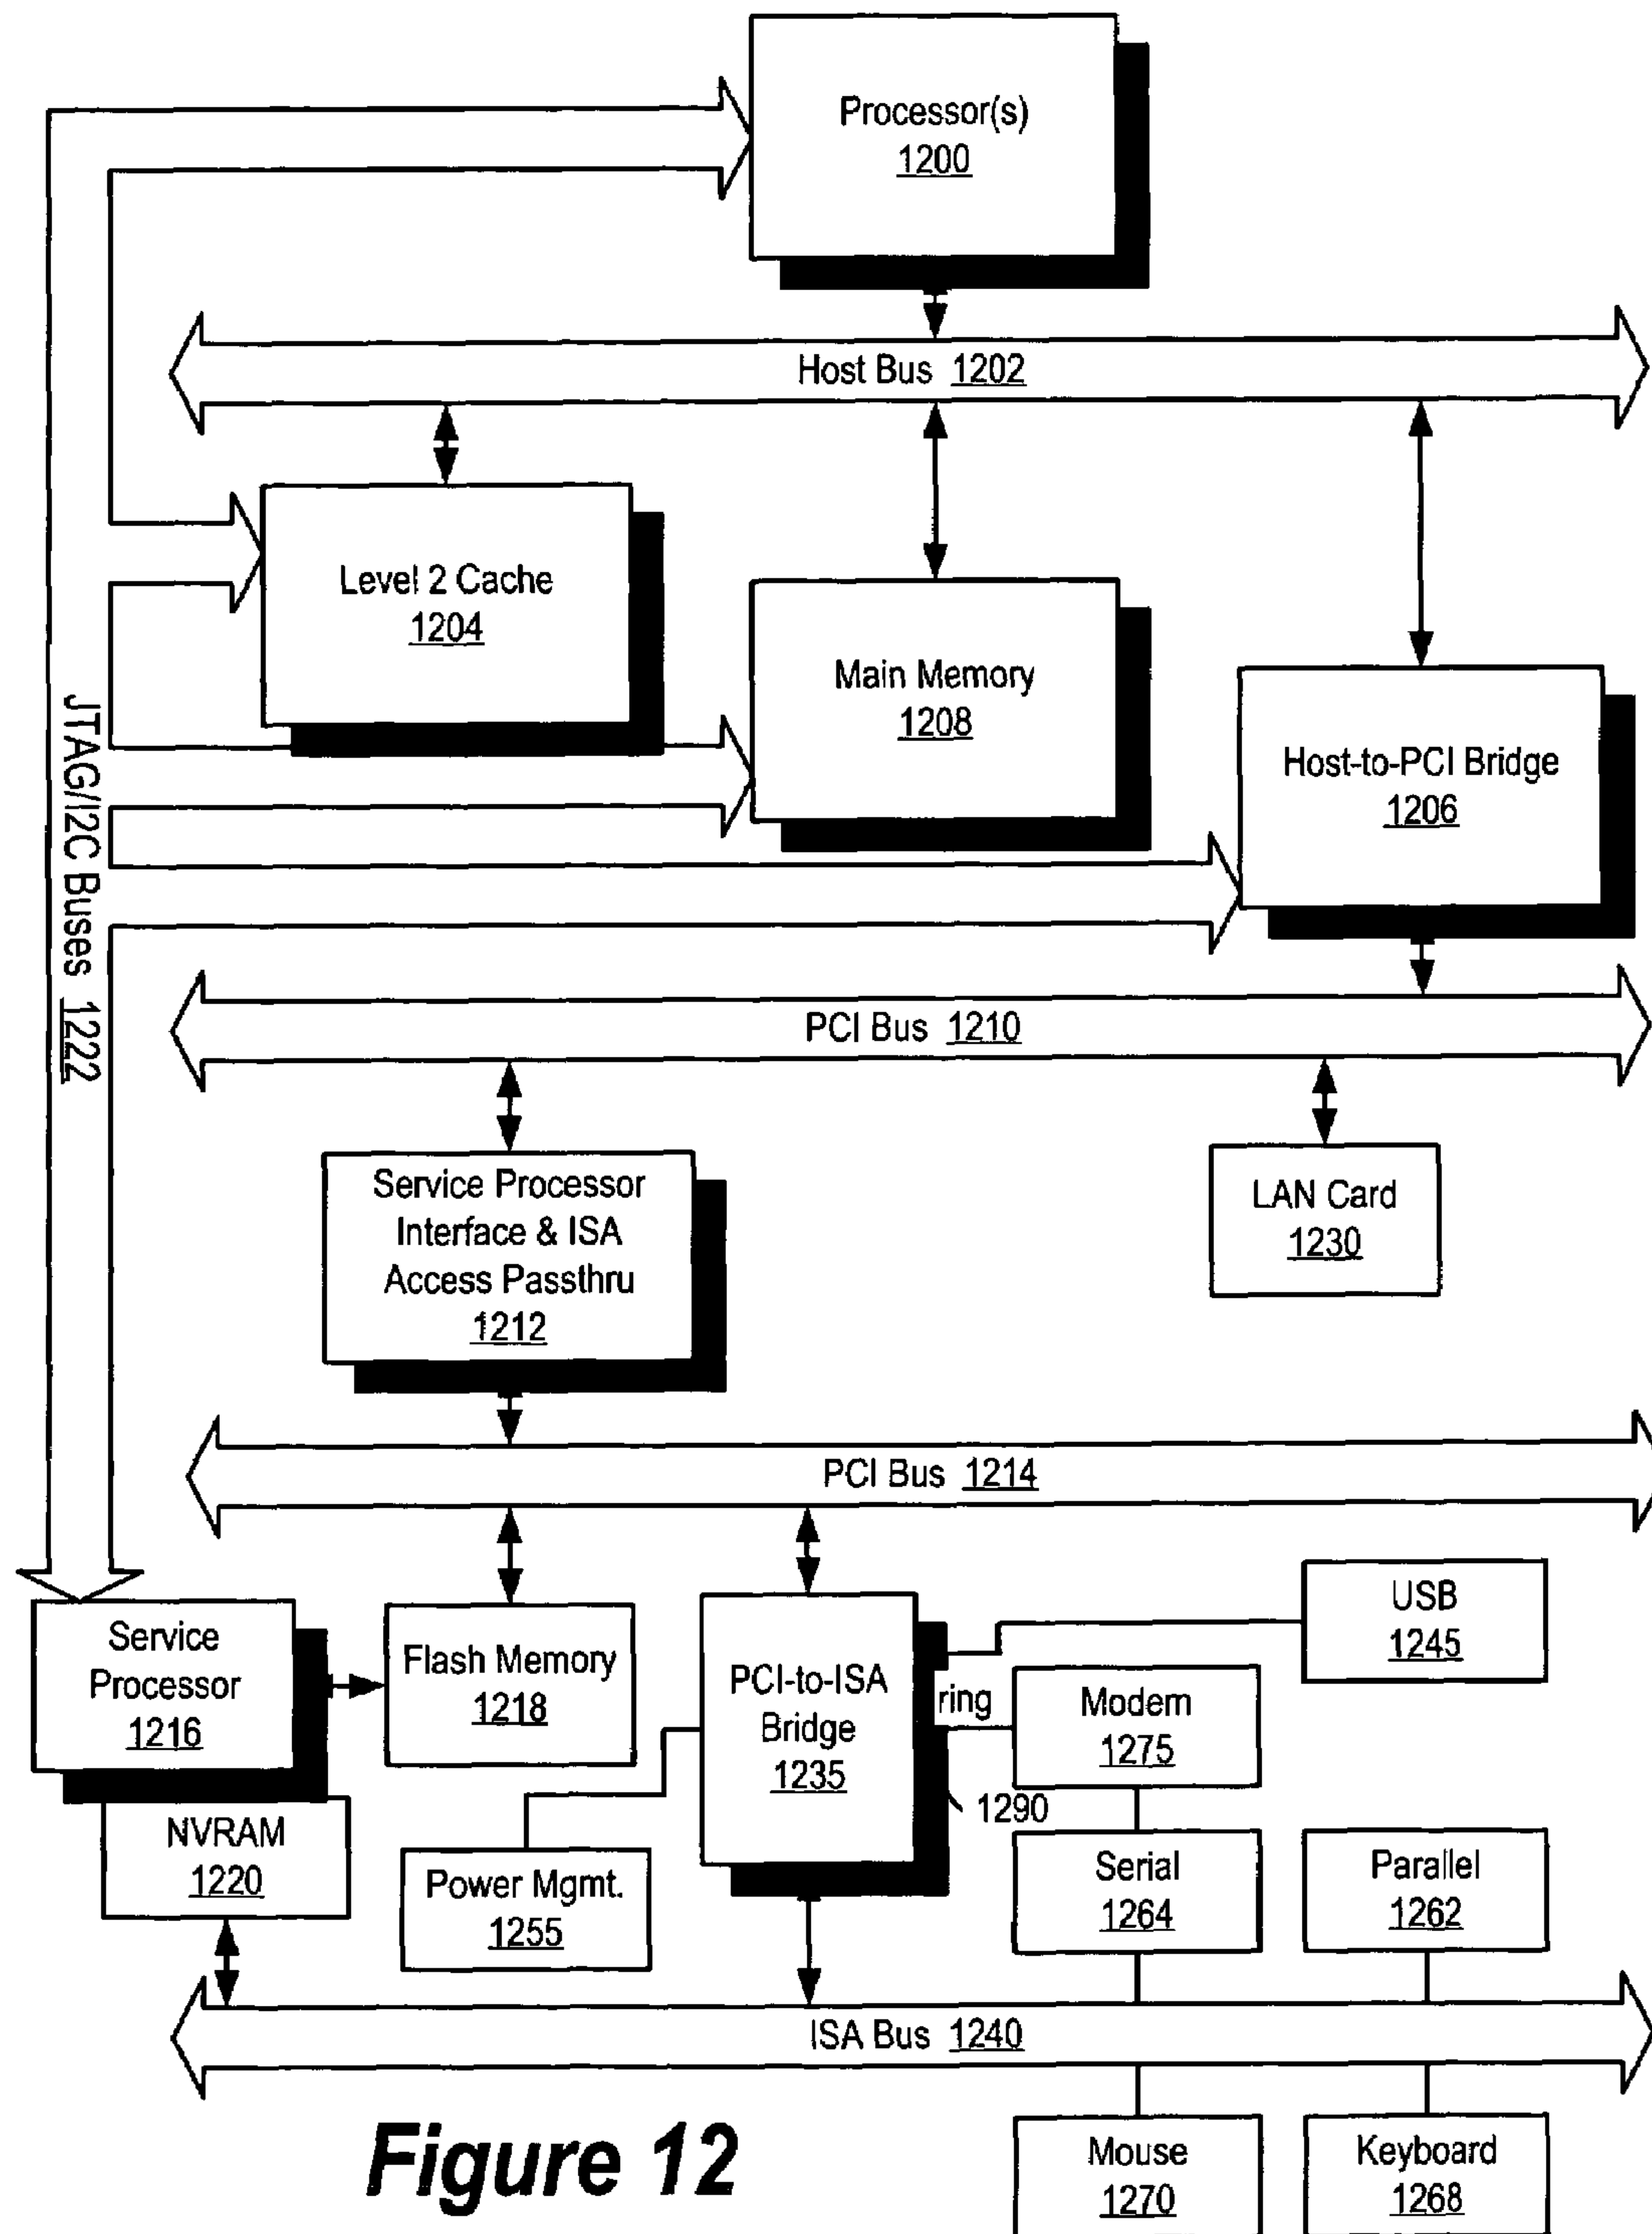 Processor(s)
1200
Host Bus 1202
Level 2 Cache
1204
Main Memory
1208
Host-to-PCI Bridge
1206
JTAG/I2C Buses 1222
PCI Bus 1210
Service Processor
Interface & ISA
Access Passthru
1212
LAN Card
1230
PCI Bus 1214
Service
Processor
1216
Flash Memory
1218
PCI-to-ISA
Bridge
1235
USB
1245
ring
Modem
1275
1290
NVRAM
1220
Power Mgmt.
1255
Serial
1264
Parallel
1262
ISA Bus 1240
Mouse
1270
Keyboard
1268
Figure 12